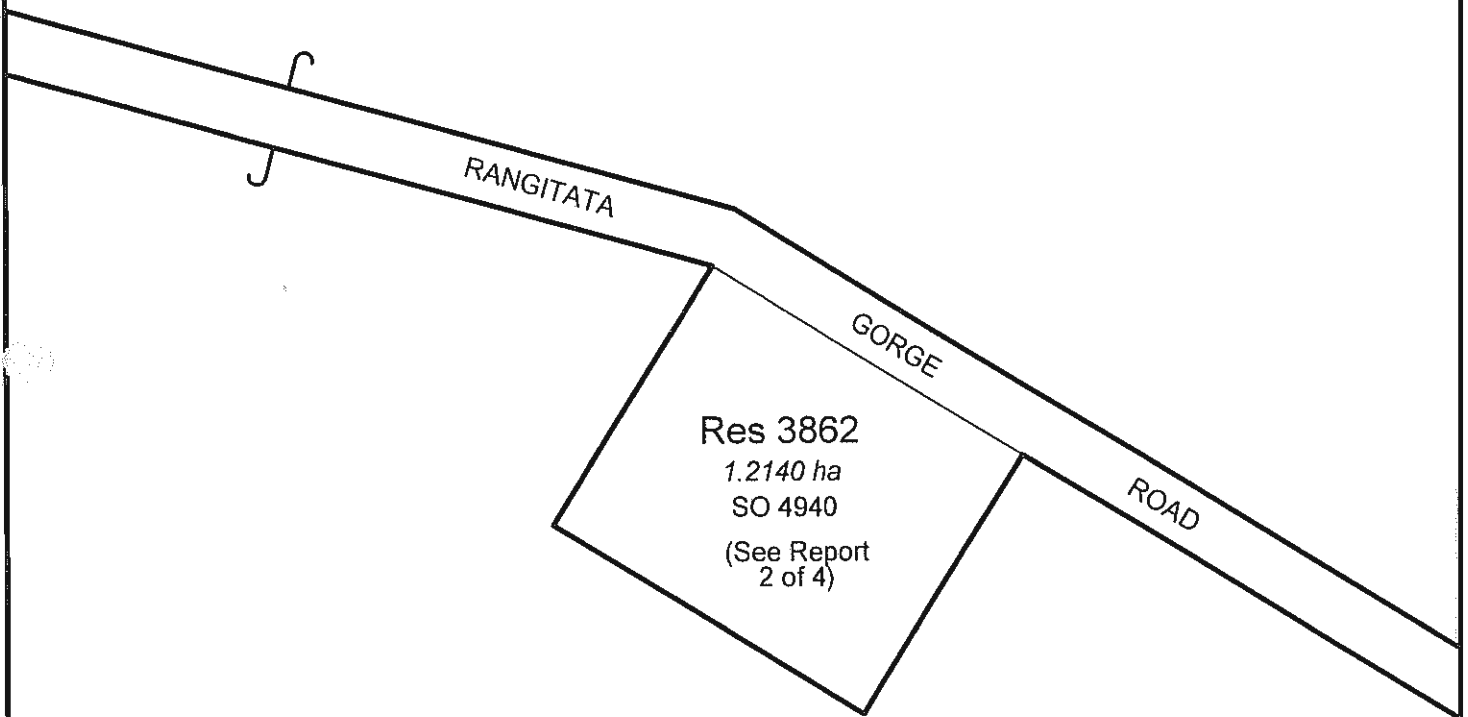 RANGITATA
GORGE
ROAD
Res 3862
1.2140 ha
SO 4940
(See Report
2 of 4)